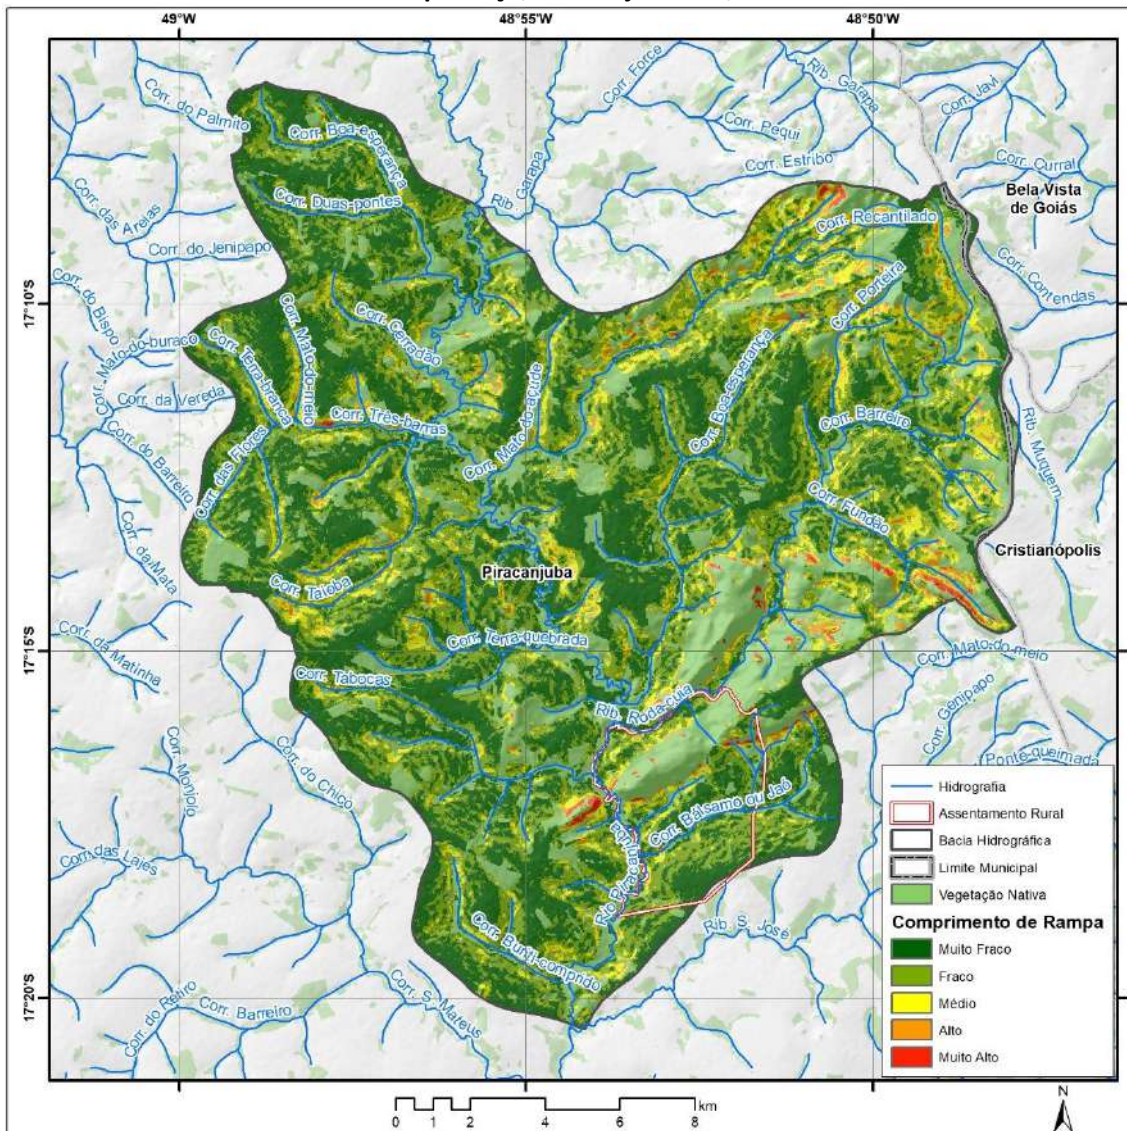 49°W
48°55'W
48°50'W
17°10'S
17°15'S
17°20'S
Corr. do Palmito
Corr. Boa-esperança
Corr. Duas-pontes
Corr. das Areias
Corr. do Jenipapo
Corr. do Bispo
Corr. Mato-do-buraco
Corr. da Vereda
Corr. do Barreiro
Corr. Terra-branca
Corr. Mato-do-meio
Corr. Cerradão
Corr. Três-barras
Corr. das Flores
Corr. Mato-do-açude
Corr. Force
Rib. Garapa
Rib. Garapa
Corr. Pequi
Corr. Estribo
Corr. Javi
Corr. Curral
Bela Vista
de Goiás
Corr. Recantilado
Corr. Contendas
Corr. Porteira
Corr. Boa-esperança
Corr. Barreiro
Rib. Muquem
Corr. Fundão
Cristianópolis
Piracanjuba
Corr. da Mata
Corr. Taioba
Corr. Terra-quebrada
Corr. da Matinha
Corr. Tabocas
Rib. Roda-cuia
Corr. Mato-do-meio
Corr. Genipapo
Ponte-queimada
Corr. Monjolo
Corr. do Chico
Corr. Bálsamo ou Jaó
Corr. das Lajes
Rio Piracanjuba
Rib. S. José
Corr. Buriti-comprido
Corr. do Retiro
Corr. Barreiro
Corr. S. Mateus
Hidrografia
Assentamento Rural
Bacia Hidrográfica
Limite Municipal
Vegetação Nativa
Comprimento de Rampa
Muito Fraco
Fraco
Médio
Alto
Muito Alto
0 1 2 4 6 8 km
N